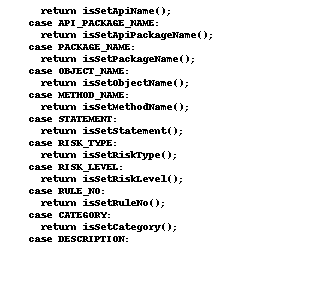 return isSetApiName();
case API_PACKAGE_NAME:
return isSetApiPackageName();
case PACKAGE_NAME:
return isSetPackageName();
case OBJECT_NAME:
return isSetObjectName();
case METHOD_NAME:
return isSetMethodName();
case STATEMENT:
return isSetStatement();
case RISK_TYPE:
return isSetRiskType();
case RISK_LEVEL:
return isSetRiskLevel();
case RULE_NO:
return isSetRuleNo();
case CATEGORY:
return isSetCategory();
case DESCRIPTION: